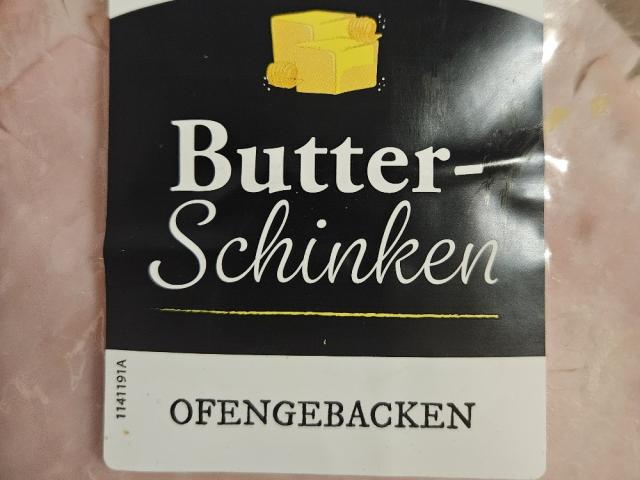 Butter-
Schinken
OFENGEBACKEN
1141191A